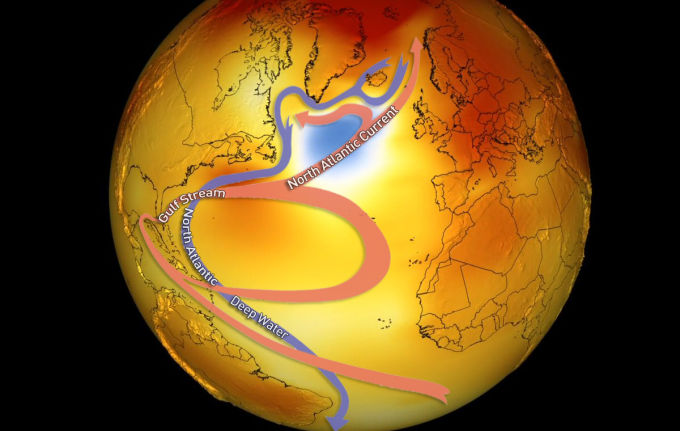 North Atlantic Current
Gulf Stream
North Atlantic
Deep Water